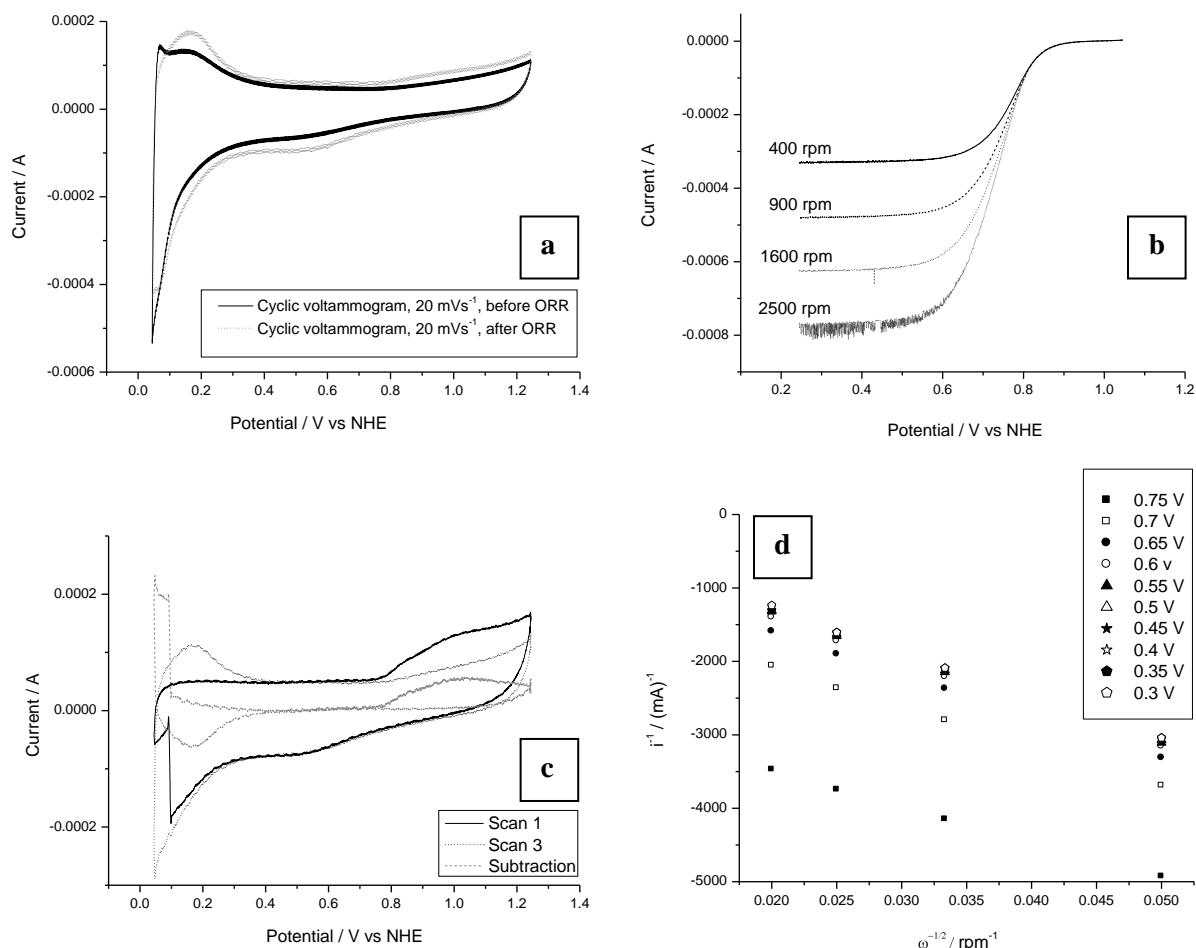 0.0002
0.0000
-0.0002
-0.0004
-0.0006
Current / A
a
Cyclic voltammogram, 20 mVs⁻¹, before ORR
Cyclic voltammogram, 20 mVs⁻¹, after ORR
0.0 0.2 0.4 0.6 0.8 1.0 1.2
Potential / V vs NHE
0.0000
-0.0002
-0.0004
-0.0006
-0.0008
Current / A
400 rpm
900 rpm
1600 rpm
2500 rpm
b
0.2 0.4 0.6 0.8 1.0 1.2
Potential / V vs NHE
0.0002
0.0000
-0.0002
Current / A
c
Scan 1
Scan 3
Subtraction
0.0 0.2 0.4 0.6 0.8 1.0 1.2
Potential / V vs NHE
0
-1000
-2000
-3000
-4000
-5000
i⁻¹ / (mA)⁻¹
d
0.75 V
0.7 V
0.65 V
0.6 v
0.55 V
0.5 V
0.45 V
0.4 V
0.35 V
0.3 V
0.020 0.025 0.030 0.035 0.040 0.045 0.050
ω⁻¹/² / rpm⁻¹